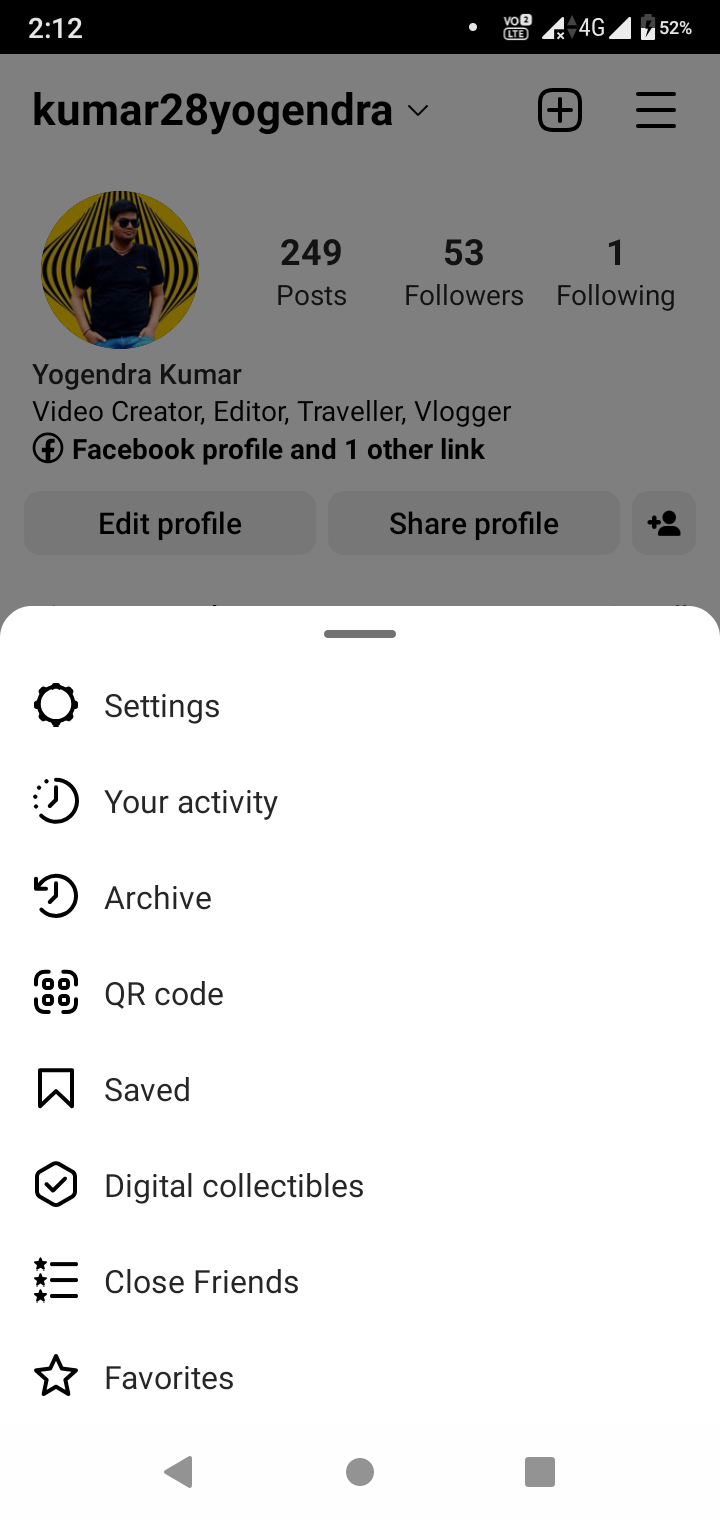 2:12
VO 2 LTE 4G 52%
kumar28yogendra
249 53 1
Posts Followers Following
Yogendra Kumar
Video Creator, Editor, Traveller, Vlogger
Facebook profile and 1 other link
Edit profile Share profile
Settings
Your activity
Archive
QR code
Saved
Digital collectibles
Close Friends
Favorites